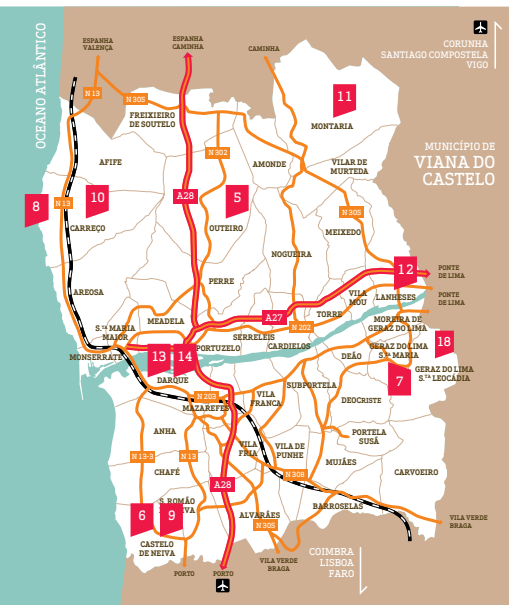 ESPANHA
VALENÇA
ESPANHA
CAMINHA
CAMINHA
CORUNHA
SANTIAGO COMPOSTELA
VIGO
OCEANO ATLÂNTICO
N 13
N 305
11
FREIXIEIRO
DE SOUTELO
MONTARIA
MUNICÍPIO DE
VIANA DO
CASTELO
N 302
AFIFE
AMONDE
VILAR DE
MURTEDA
8
10
A28
5
N 13
N 305
CARREÇO
OUTEIRO
MEIXEDO
NOGUEIRA
12
PONTE
DE LIMA
PERRE
AREOSA
VILA
MOU
LANHESES
PONTE
DE LIMA
MEADELA
A27
TORRE
S.TA MARIA
MAIOR
N 202
MOREIRA DE
GERAZ DO LIMA
SERRELEIS
CARDIELOS
PORTUZELO
MONSERRATE
13
14
DEÃO
GERAZ DO LIMA
S.TA MARIA
18
GERAZ DO LIMA
S.TA LEOCÁDIA
DARQUE
7
SUBPORTELA
N 203
VILA
FRANCA
MAZAREFES
DEOCRISTE
ANHA
PORTELA
SUSÃ
VILA
FRIA
VILA DE
PUNHE
N 13-3
N 13
MUJÃES
CHAFÉ
N 308
CARVOEIRO
A28
S. ROMÃO
BARROSELAS
6
9
ALVARÃES
N 305
VILA VERDE
BRAGA
CASTELO
DE NEIVA
COIMBRA
LISBOA
FARO
VILA VERDE
BRAGA
PORTO
PORTO